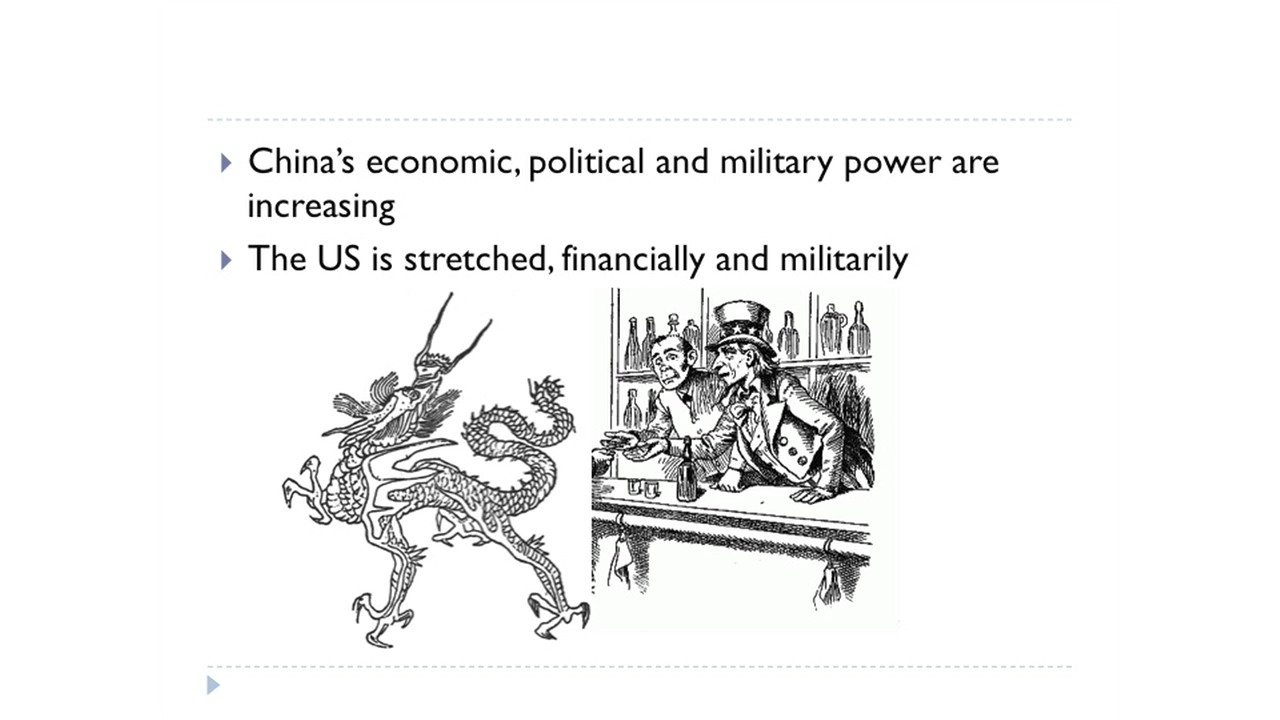 China’s economic, political and military power are
increasing
The US is stretched, financially and militarily